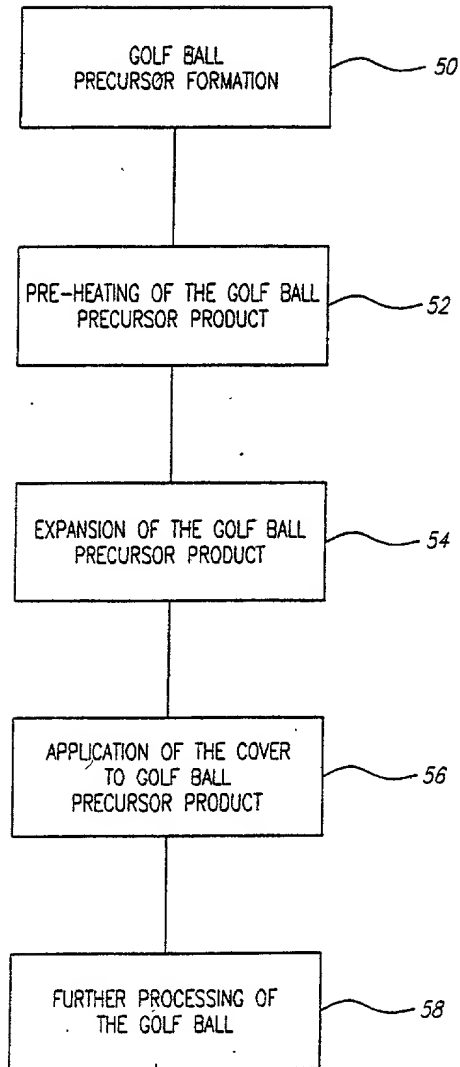 GOLF BALL
PRECURSOR FORMATION
50
PRE-HEATING OF THE GOLF BALL
PRECURSOR PRODUCT
52
EXPANSION OF THE GOLF BALL
PRECURSOR PRODUCT
54
APPLICATION OF THE COVER
TO GOLF BALL
PRECURSOR PRODUCT
56
FURTHER PROCESSING OF
THE GOLF BALL
58